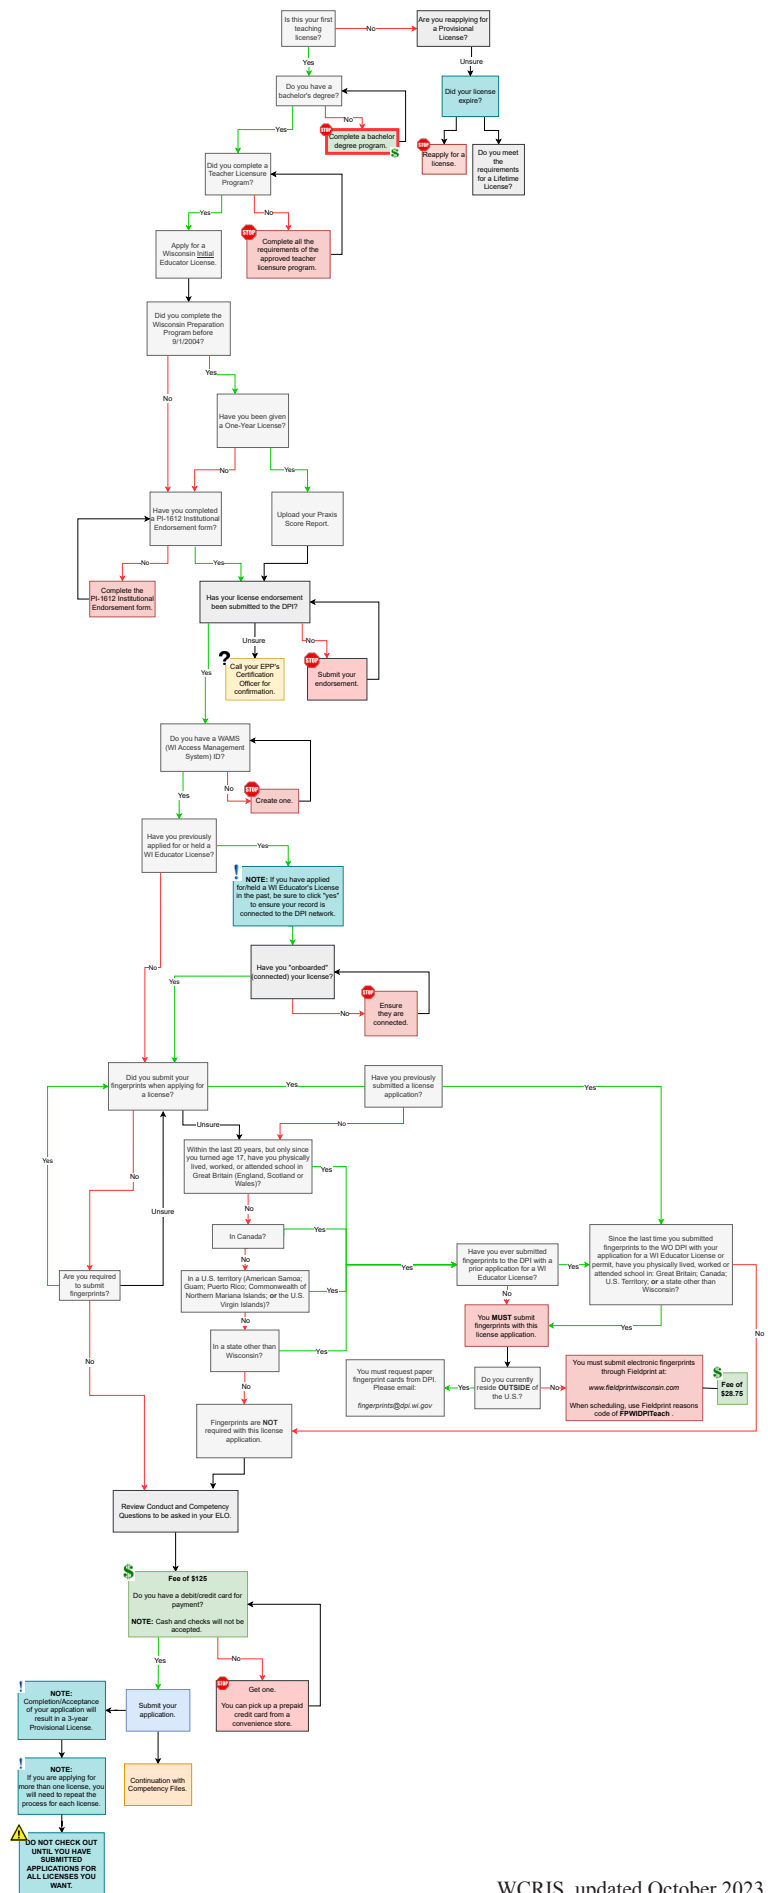 Is this your first
teaching
license?
No
Are you reapplying for
a Provisional
License?
Yes
Unsure
Do you have a
bachelor's degree?
Did your license
expire?
No
Yes
STOP
Complete a bachelor
degree program.
$
STOP
Reapply for a
license.
Do you meet
the
requirements
for a Lifetime
License?
Did you complete a
Teacher Licensure
Program?
Yes
No
Apply for a
Wisconsin Initial
Educator License.
STOP
Complete all the
requirements of the
approved teacher
licensure program.
Did you complete the
Wisconsin Preparation
Program before
9/1/2004?
Yes
No
Have you been given
a One-Year License?
No
Yes
Have you completed
a PI-1612 Institutional
Endorsement form?
Upload your Praxis
Score Report.
No
Yes
Complete the
PI-1612 Institutional
Endorsement form.
Has your license endorsement
been submitted to the DPI?
Unsure
No
Yes
?
Call your EPP's
Certification
Officer for
confirmation.
STOP
Submit your
endorsement.
Do you have a WAMS
(WI Access Management
System) ID?
Yes
No
STOP
Create one.
Have you previously
applied for or held a
WI Educator License?
Yes
!
NOTE: If you have applied
for/held a WI Educator's License
in the past, be sure to click "yes"
to ensure your record is
connected to the DPI network.
No
Have you "onboarded"
(connected) your license?
Yes
No
STOP
Ensure
they are
connected.
Did you submit your
fingerprints when applying for
a license?
Yes
Have you previously
submitted a license
application?
Yes
Unsure
No
Yes
No
Within the last 20 years, but only since
you turned age 17, have you physically
lived, worked, or attended school in
Great Britain (England, Scotland or
Wales)?
Yes
Unsure
No
In Canada?
Yes
No
Are you required
to submit
fingerprints?
In a U.S. territory (American Samoa;
Guam; Puerto Rico; Commonwealth of
Northern Mariana Islands; or the U.S.
Virgin Islands)?
Yes
Yes
Have you ever submitted
fingerprints to the DPI with a
prior application for a WI
Educator License?
Yes
Since the last time you submitted
fingerprints to the WO DPI with your
application for a WI Educator License or
permit, have you physically lived, worked or
attended school in: Great Britain; Canada;
U.S. Territory; or a state other than
Wisconsin?
No
No
You MUST submit
fingerprints with this
license application.
Yes
No
No
In a state other than
Wisconsin?
Yes
No
You must request paper
fingerprint cards from DPI.
Please email:
fingerprints@dpi.wi.gov
Yes
Do you currently
reside OUTSIDE of
the U.S.?
No
You must submit electronic fingerprints
through Fieldprint at:
www.fieldprintwisconsin.com
When scheduling, use Fieldprint reasons
code of FPWIDPITeach .
$
Fee of
$28.75
Fingerprints are NOT
required with this license
application.
Review Conduct and Competency
Questions to be asked in your ELO.
$
Fee of $125
Do you have a debit/credit card for
payment?
NOTE: Cash and checks will not be
accepted.
Yes
No
STOP
Get one.
You can pick up a prepaid
credit card from a
convenience store.
Submit your
application.
!
NOTE:
Completion/Acceptance
of your application will
result in a 3-year
Provisional License.
!
NOTE:
If you are applying for
more than one license, you
will need to repeat the
process for each license.
Continuation with
Competency Files.
!
DO NOT CHECK OUT
UNTIL YOU HAVE
SUBMITTED
APPLICATIONS FOR
ALL LICENSES YOU
WANT.
WCRIS, updated October 2023